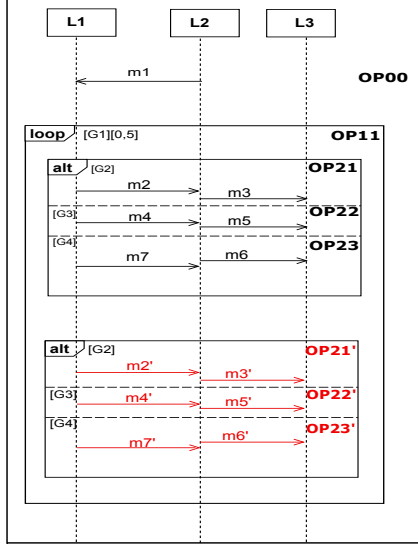 L1 L2 L3
m1
OP00
loop [G1][0,5] OP11
alt [G2] OP21
m2 m3
[G3] m4 m5 OP22
[G4] OP23
m7 m6
alt [G2] OP21'
m2' m3'
[G3] m4' m5' OP22'
[G4] OP23'
m7' m6'